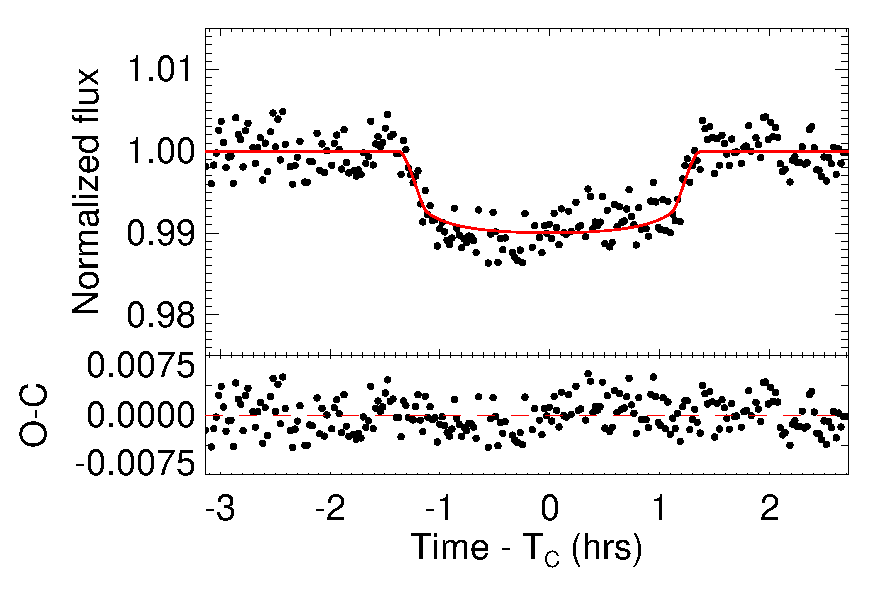 Normalized flux
1.01
1.00
0.99
0.98
O-C
0.0075
0.0000
-0.0075
-3 -2 -1 0 1 2
Time - TC (hrs)